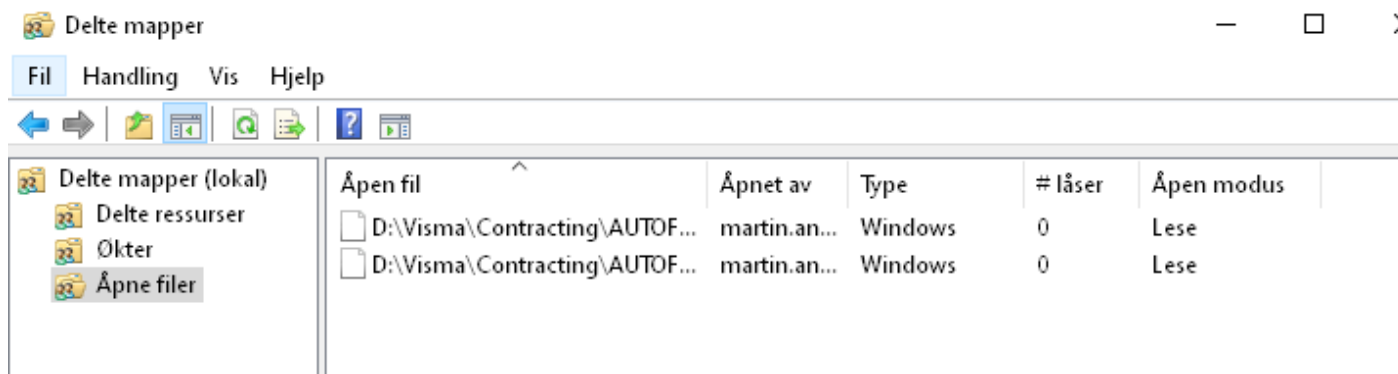 Delte mapper
Fil Handling Vis Hjelp
Delte mapper (lokal)
Delte ressurser
Økter
Åpne filer
Åpen fil Åpnet av Type # låser Åpen modus
D:\Visma\Contracting\AUTOF... martin.an... Windows 0 Lese
D:\Visma\Contracting\AUTOF... martin.an... Windows 0 Lese